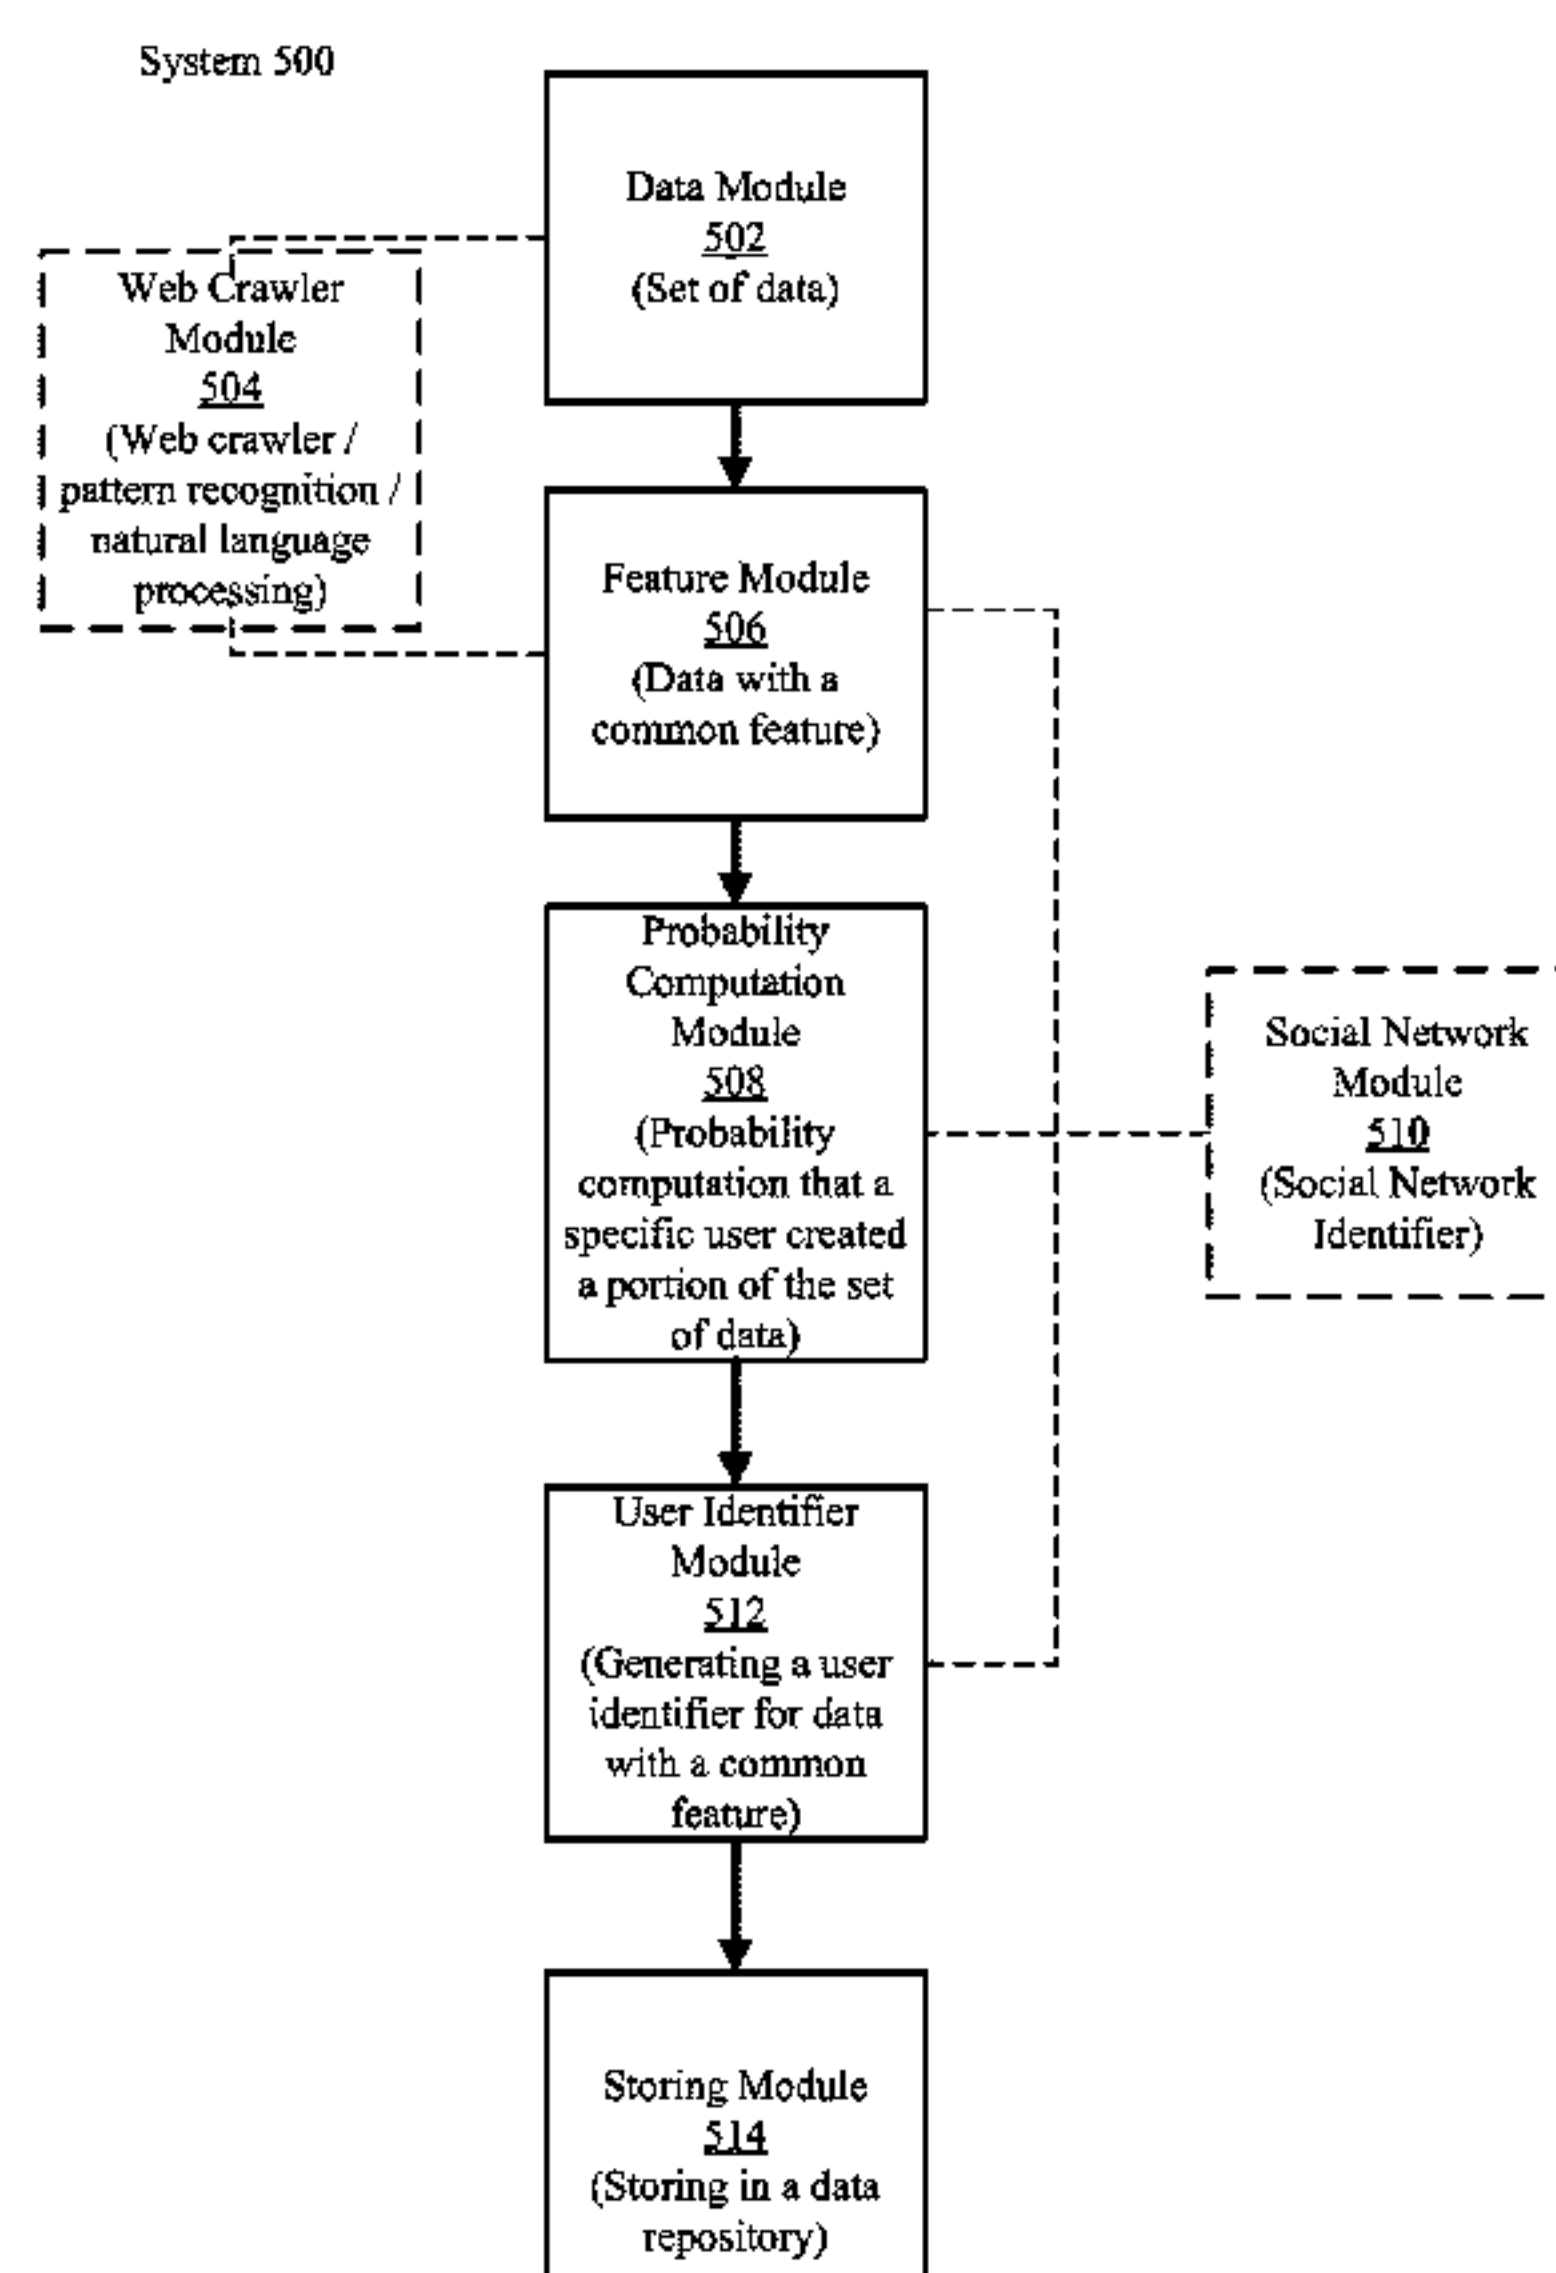 System 500
Data Module
502
(Set of data)
Web Crawler
Module
504
(Web crawler /
pattern recognition /
natural language
processing)
Feature Module
506
(Data with a
common feature)
Probability
Computation
Module
508
(Probability
computation that a
specific user created
a portion of the set
of data)
Social Network
Module
510
(Social Network
Identifier)
User Identifier
Module
512
(Generating a user
identifier for data
with a common
feature)
Storing Module
514
(Storing in a data
repository)